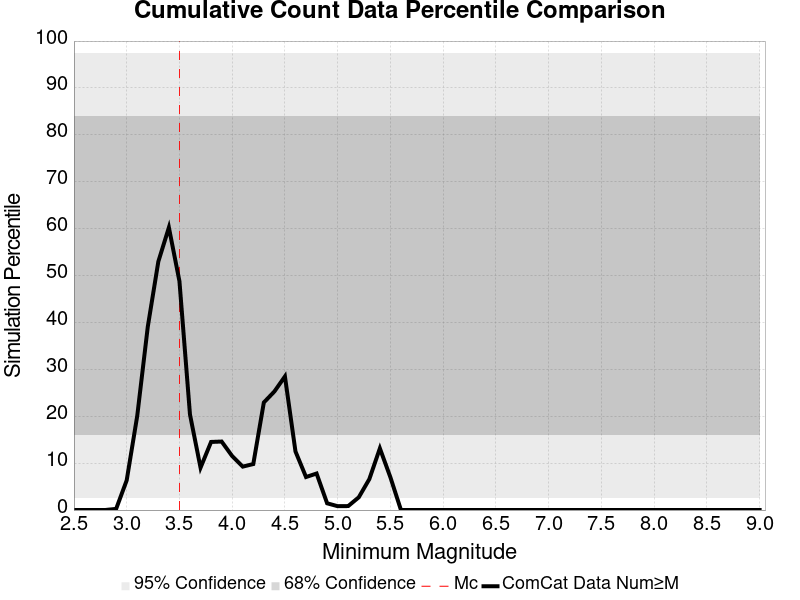 Cumulative Count Data Percentile Comparison
100
90
80
70
60
50
40
30
20
10
0
Simulation Percentile
2.5 3.0 3.5 4.0 4.5 5.0 5.5 6.0 6.5 7.0 7.5 8.0 8.5 9.0
Minimum Magnitude
95% Confidence 68% Confidence Mc ComCat Data Num≥M